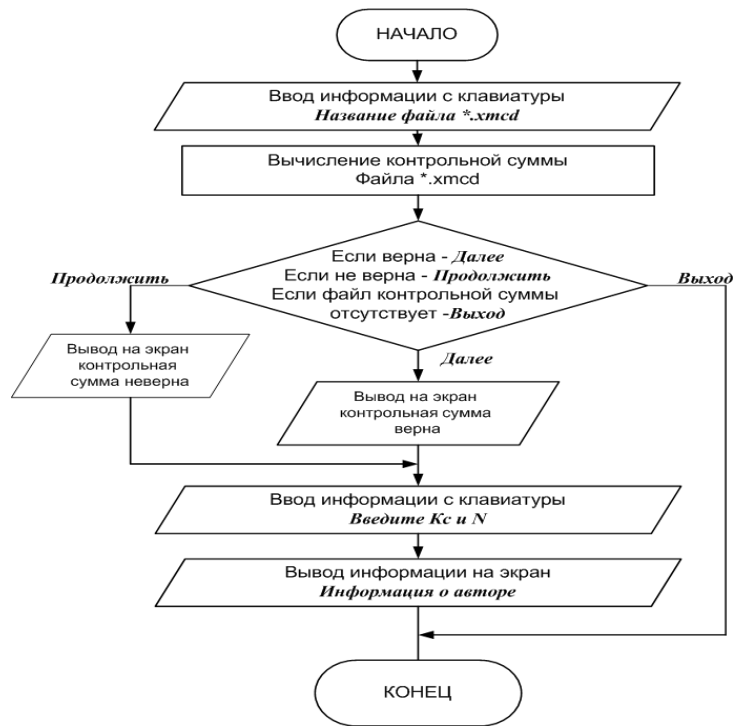 НАЧАЛО
Ввод информации с клавиатуры
Название файла *.xmcd
Вычисление контрольной суммы
Файла *.xmcd
Если верна - Далее
Если не верна - Продолжить
Если файл контрольной суммы
отсутствует -Выход
Продолжить
Выход
Вывод на экран
контрольная
сумма неверна
Далее
Вывод на экран
контрольная сумма
верна
Ввод информации с клавиатуры
Введите Кс и N
Вывод информации на экран
Информация о авторе
КОНЕЦ